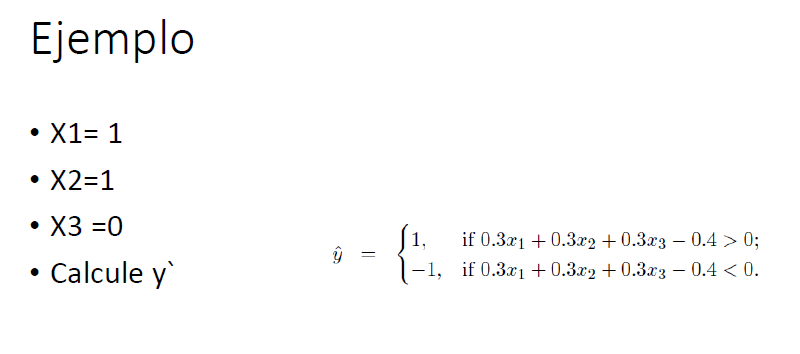 Ejemplo
• X1= 1
• X2=1
• X3 =0
• Calcule y`
ŷ = { 1, if 0.3x₁ + 0.3x₂ + 0.3x₃ − 0.4 > 0;
−1, if 0.3x₁ + 0.3x₂ + 0.3x₃ − 0.4 < 0.